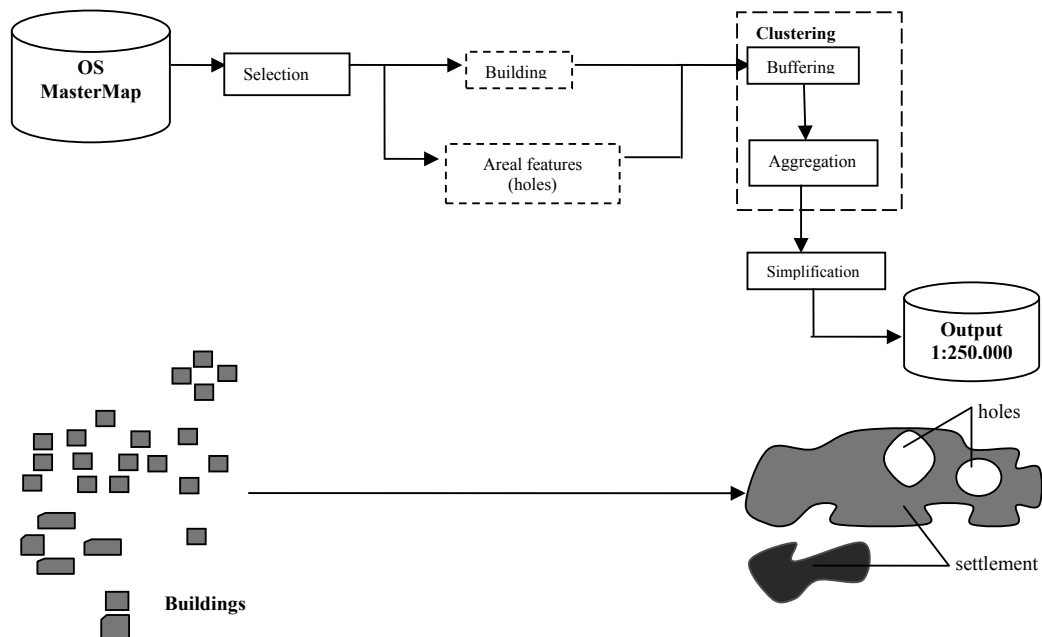 OS
MasterMap
Selection
Building
Areal features
(holes)
Clustering
Buffering
Aggregation
Simplification
Output
1:250.000
Buildings
holes
settlement